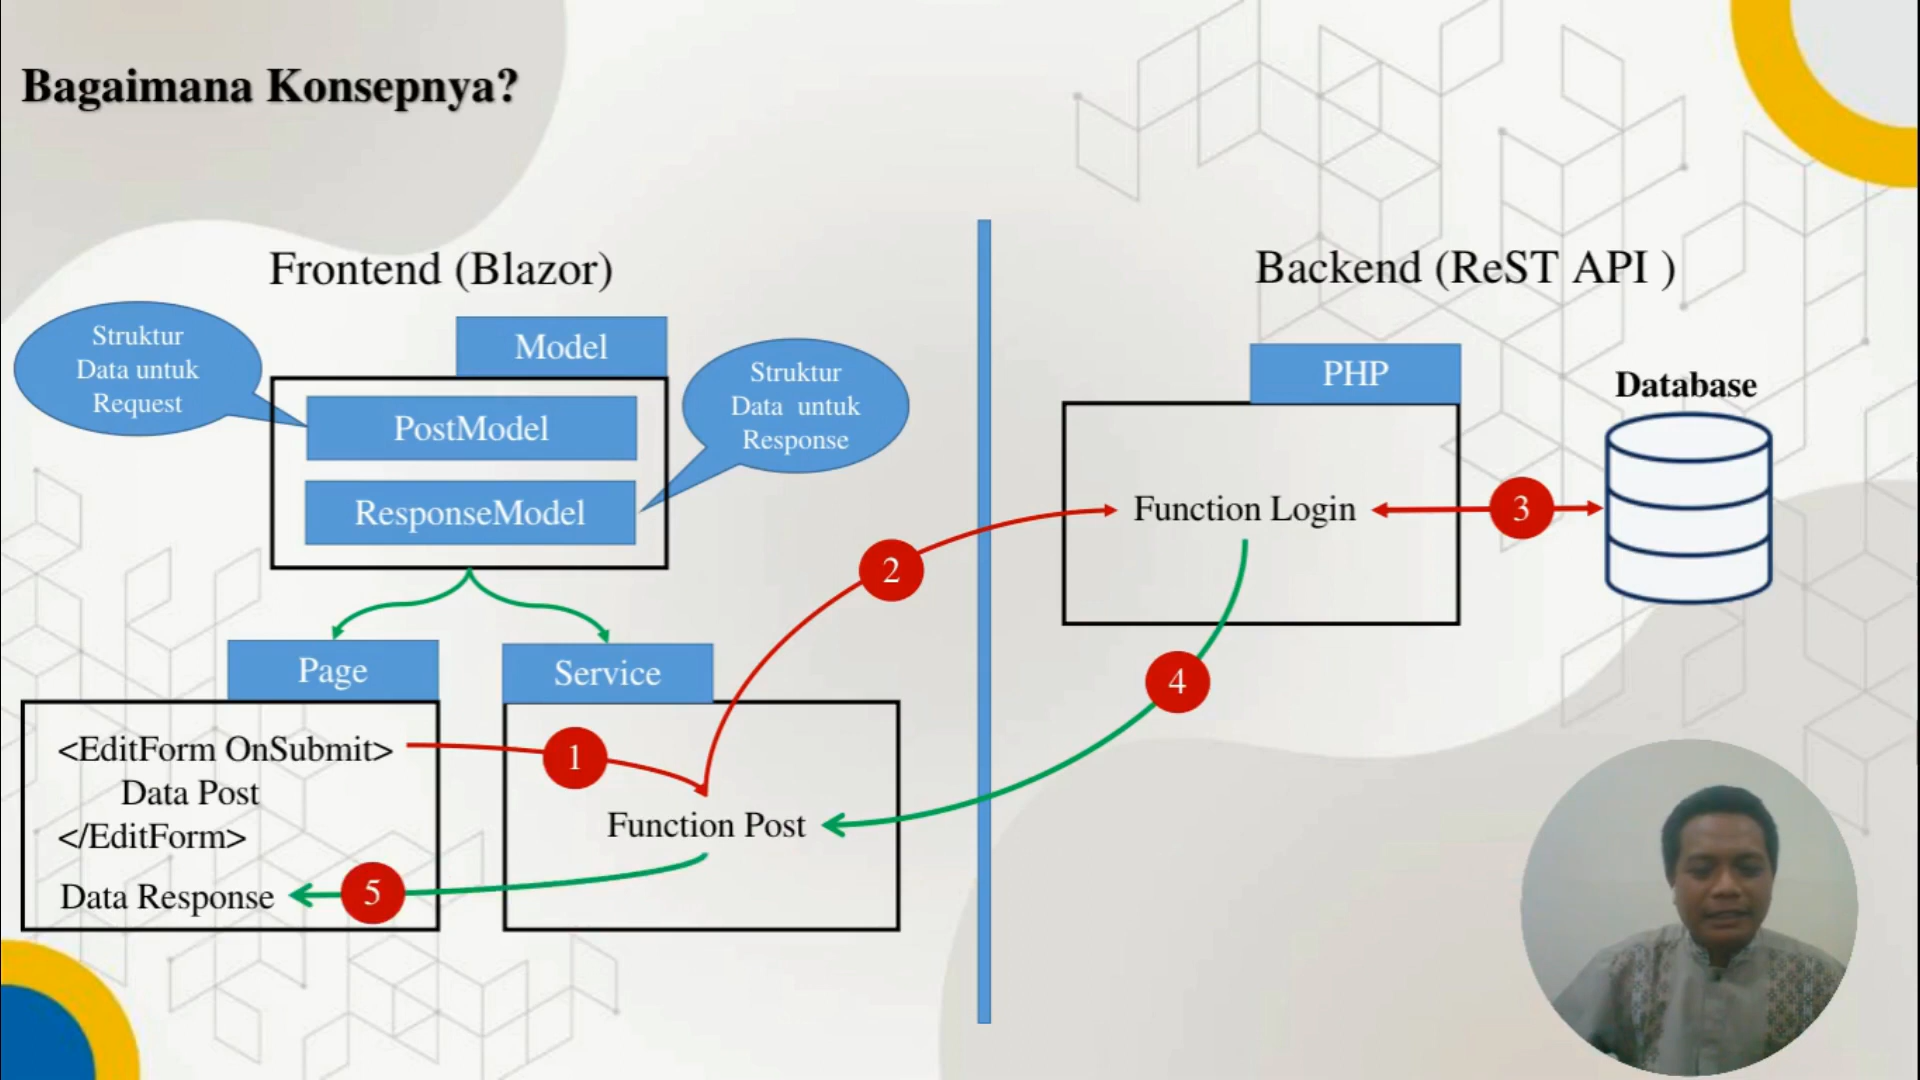 Bagaimana Konsepnya?
Frontend (Blazor)
Backend (ReST API )
Struktur
Data untuk
Request
Model
Struktur
Data untuk
Response
PostModel
ResponseModel
PHP
Database
Function Login
3
2
4
Page
Service
<EditForm OnSubmit>
Data Post
</EditForm>
Data Response
1
Function Post
5